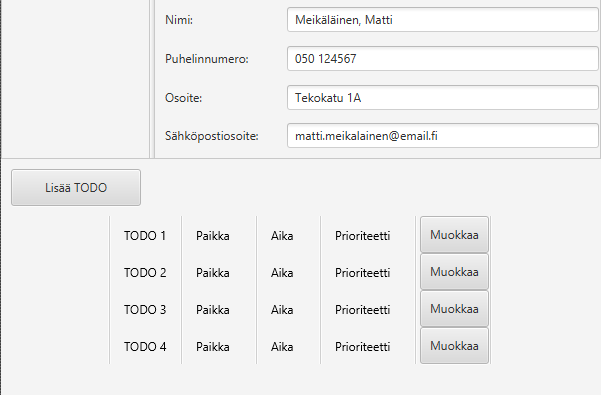 Nimi: Meikäläinen, Matti
Puhelinnumero: 050 124567
Osoite: Tekokatu 1A
Sähköpostiosoite: matti.meikalainen@email.fi
Lisää TODO
TODO 1 Paikka Aika Prioriteetti Muokkaa
TODO 2 Paikka Aika Prioriteetti Muokkaa
TODO 3 Paikka Aika Prioriteetti Muokkaa
TODO 4 Paikka Aika Prioriteetti Muokkaa